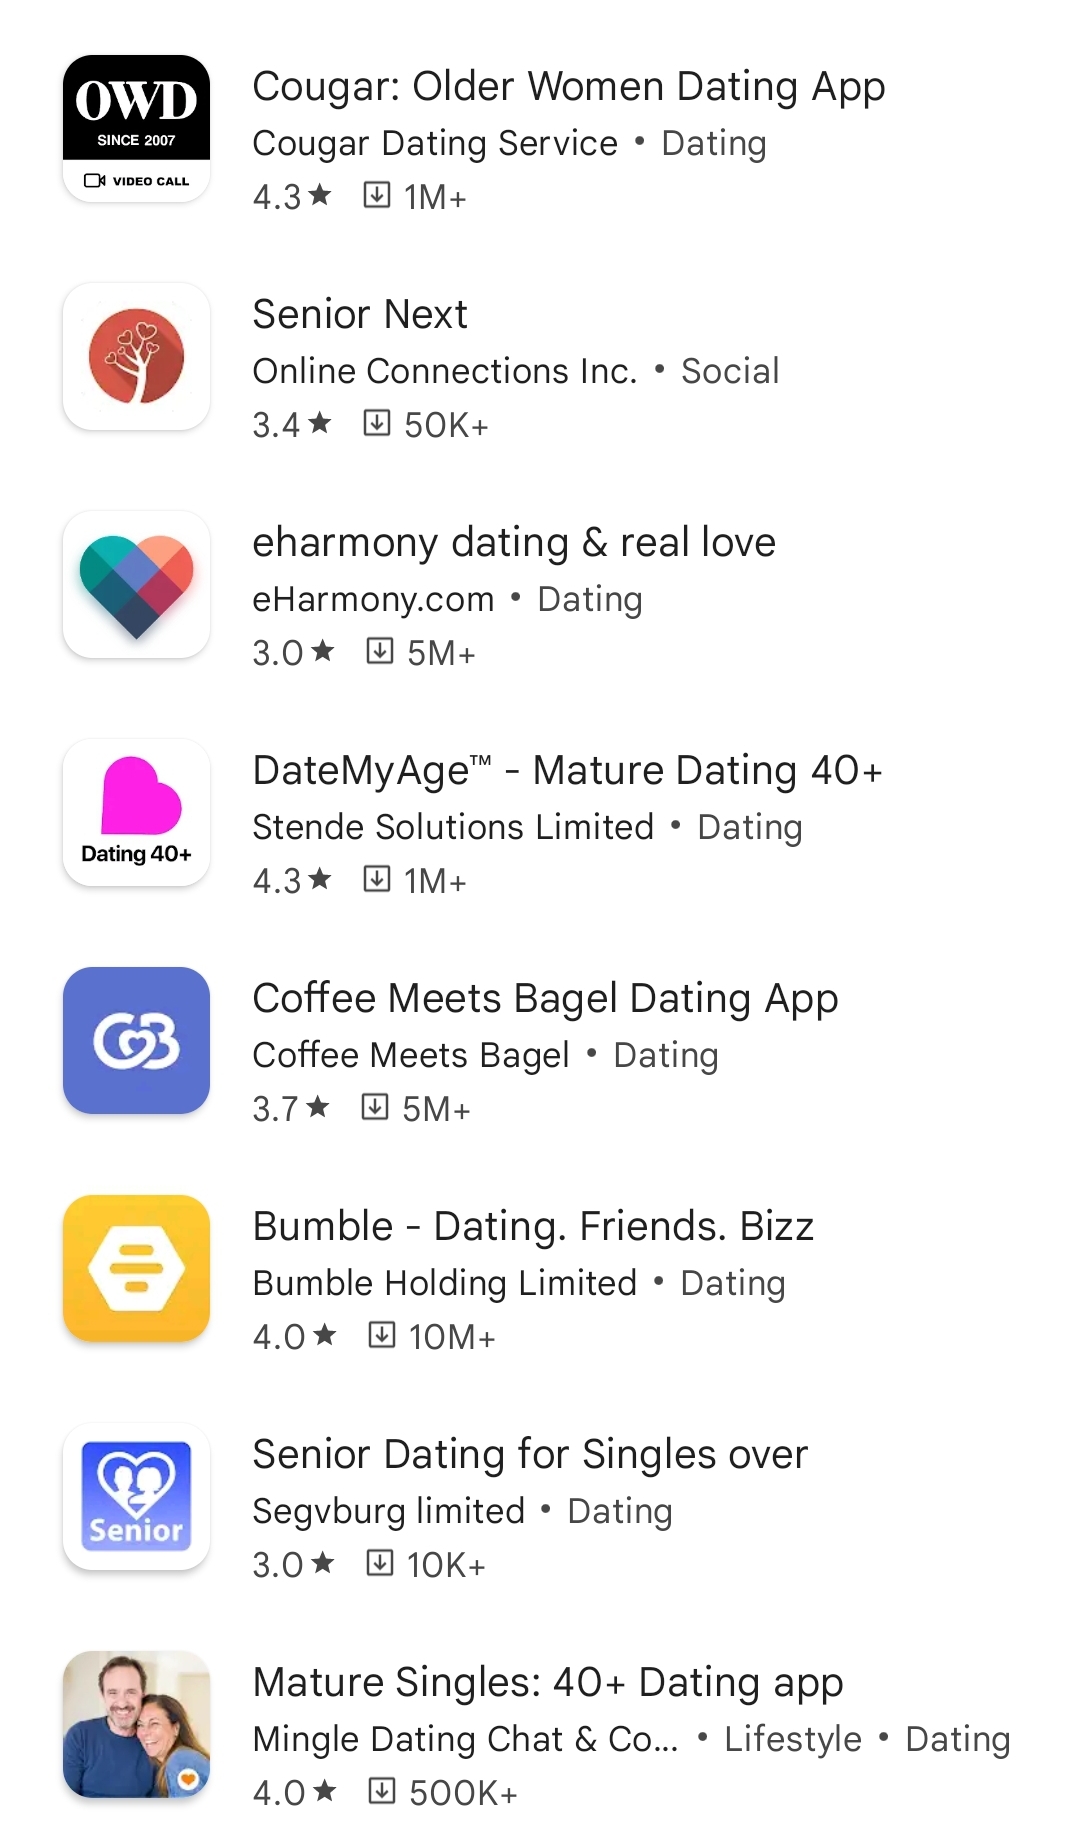 OWD
SINCE 2007
VIDEO CALL
Cougar: Older Women Dating App
Cougar Dating Service • Dating
4.3★ 1M+
Senior Next
Online Connections Inc. • Social
3.4★ 50K+
eharmony dating & real love
eHarmony.com • Dating
3.0★ 5M+
Dating 40+
DateMyAge™ - Mature Dating 40+
Stende Solutions Limited • Dating
4.3★ 1M+
Coffee Meets Bagel Dating App
Coffee Meets Bagel • Dating
3.7★ 5M+
Bumble - Dating. Friends. Bizz
Bumble Holding Limited • Dating
4.0★ 10M+
Senior
Senior Dating for Singles over
Segvburg limited • Dating
3.0★ 10K+
Mature Singles: 40+ Dating app
Mingle Dating Chat & Co... • Lifestyle • Dating
4.0★ 500K+